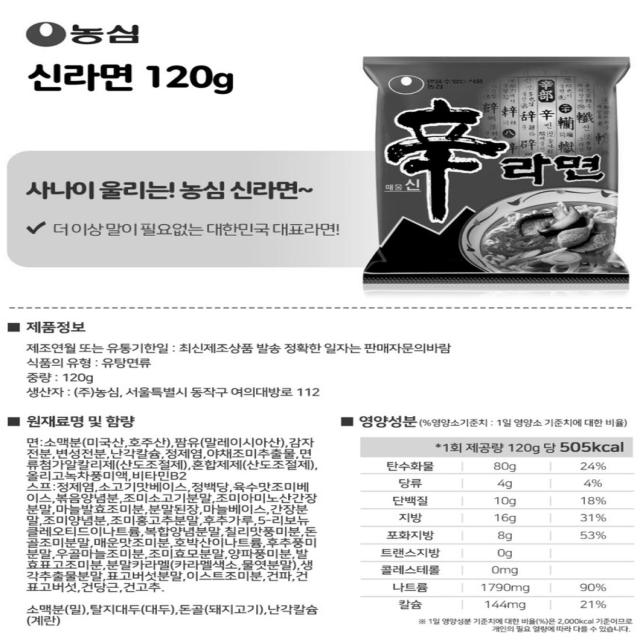 농심
신라면 120g
사나이 울리는! 농심 신라면~
✔ 더 이상 말이 필요없는 대한민국 대표라면!
농심
辛部
辛
라면
매울 신
■ 제품정보
제조연월 또는 유통기한일 : 최신제조상품 발송 정확한 일자는 판매자문의바람
식품의 유형 : 유탕면류
중량 : 120g
생산자 : (주)농심, 서울특별시 동작구 여의대방로 112
■ 원재료명 및 함량
면:소맥분(미국산,호주산),팜유(말레이시아산),감자
전분,변성전분,난각칼슘,정제염,야채조미추출물,면
류첨가알칼리제(산도조절제),혼합제제(산도조절제),
올리고녹차풍미액,비타민B2
스프:정제염,소고기맛베이스,정백당,육수맛조미베
이스,볶음양념분,조미소고기분말,조미아미노산간장
분말,마늘발효조미분,분말된장,마늘베이스,간장분
말,조미양념분,조미홍고추분말,후추가루,5-리보뉴
클레오티드이나트륨,복합양념분말,칠리맛풍미분,돈
골조미분말,매운맛조미분,호박산이나트륨,후추풍미
분말,우골마늘조미분,조미효모분말,양파풍미분,발
효표고조미분,분말카라멜(카라멜색소,물엿분말),생
각추출물분말,표고버섯분말,이스트조미분,건파,건
표고버섯,건당근,건고추.
소맥분(밀),탈지대두(대두),돈골(돼지고기),난각칼슘
(계란)
■ 영양성분 (%영양소기준치 : 1일 영양소 기준치에 대한 비율)
*1회 제공량 120g 당 505kcal
탄수화물 80g 24%
당류 4g 4%
단백질 10g 18%
지방 16g 31%
포화지방 8g 53%
트랜스지방 0g
콜레스테롤 0mg
나트륨 1790mg 90%
칼슘 144mg 21%
※ 1일 영양성분 기준치에 대한 비율(%)은 2,000kcal 기준이므로
개인의 필요 열량에 따라 다를 수 있습니다.